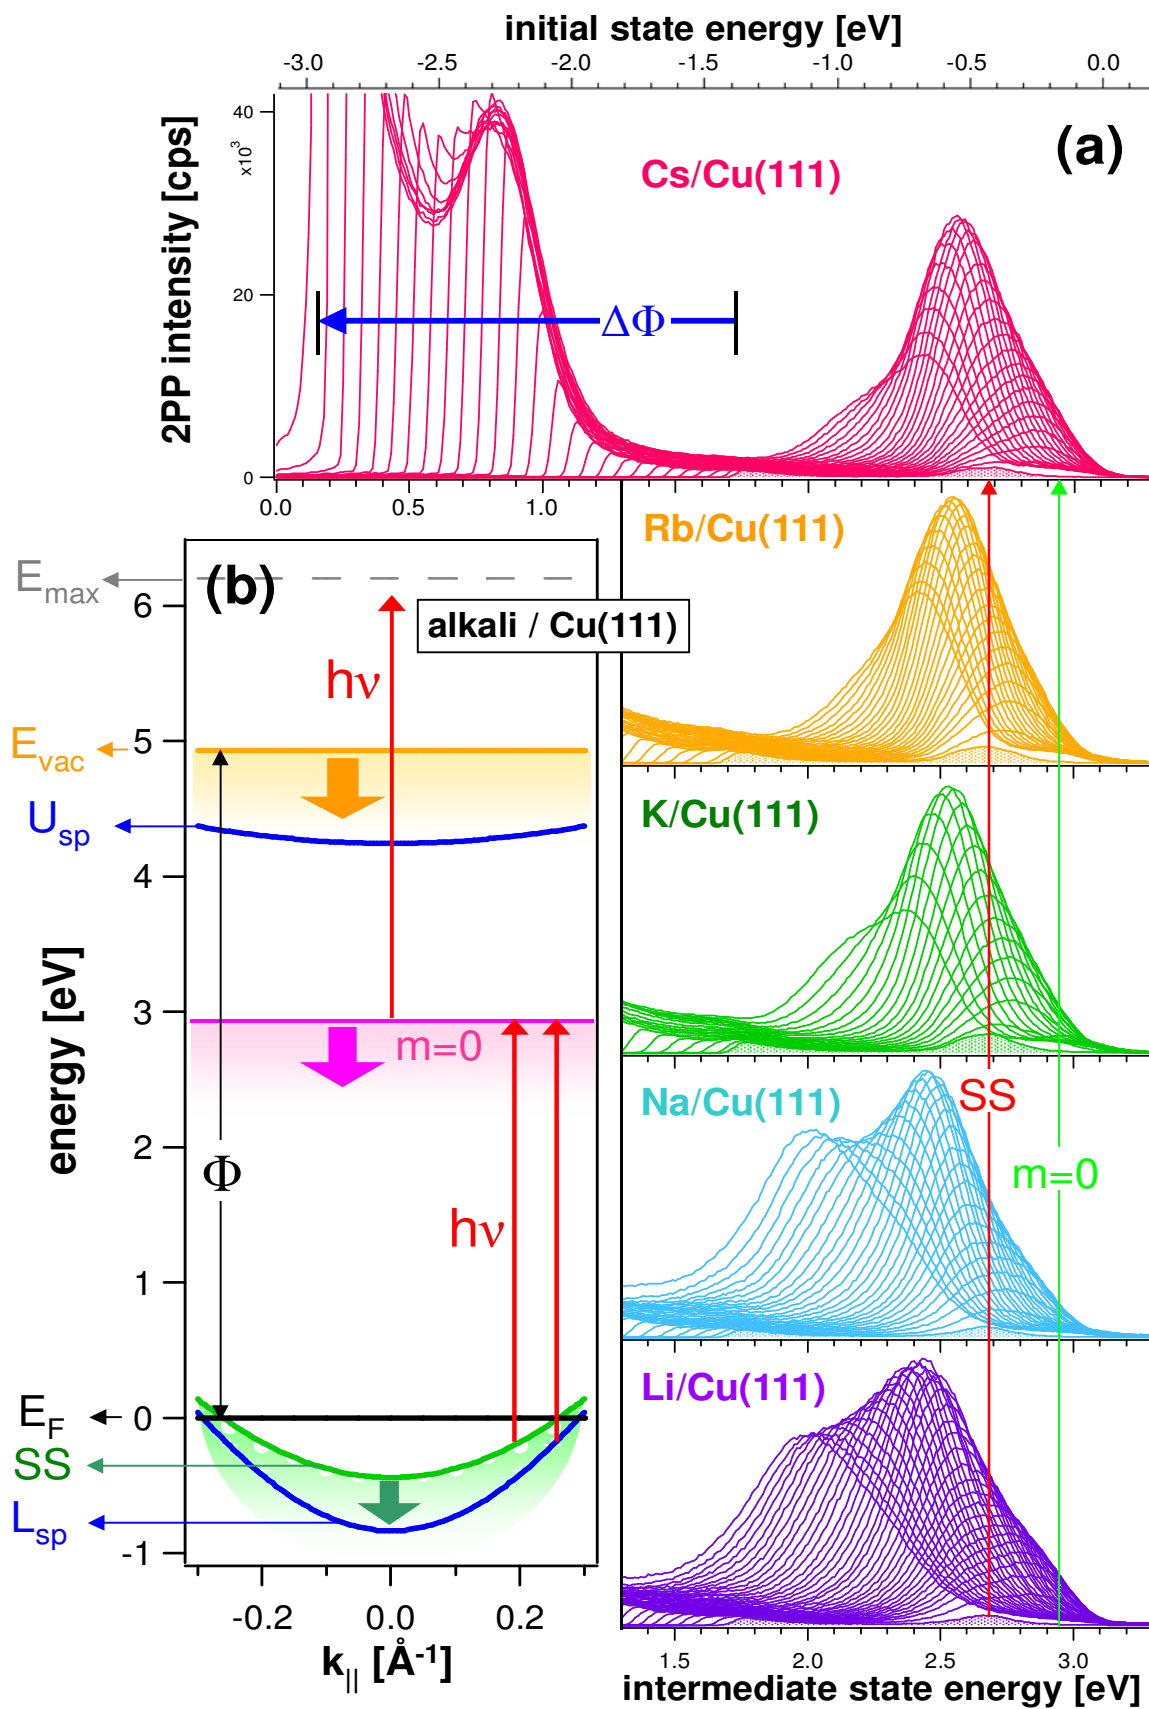 initial state energy [eV]
-3.0 -2.5 -2.0 -1.5 -1.0 -0.5 0.0
(a)
Cs/Cu(111)
2PP intensity [cps]
x10³
40
20
0
ΔΦ
0.0 0.5 1.0
Rb/Cu(111)
K/Cu(111)
Na/Cu(111)
SS
m=0
Li/Cu(111)
1.5 2.0 2.5 3.0
intermediate state energy [eV]
(b)
alkali / Cu(111)
E_max
hν
E_vac
U_sp
m=0
Φ
hν
E_F
SS
L_sp
energy [eV]
6
5
4
3
2
1
0
-1
-0.2 0.0 0.2
k_|| [Å⁻¹]